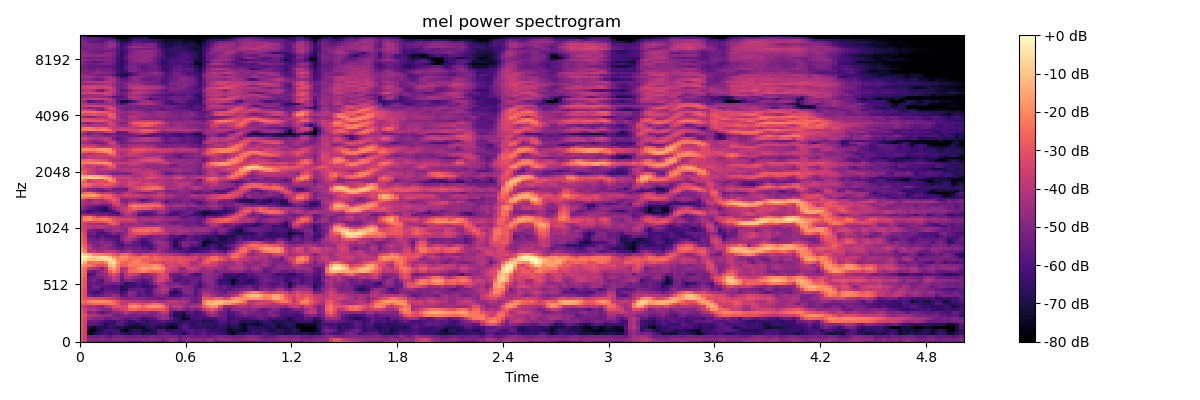 mel power spectrogram
8192
4096
2048
1024
512
0
Hz
0 0.6 1.2 1.8 2.4 3 3.6 4.2 4.8
Time
+0 dB
-10 dB
-20 dB
-30 dB
-40 dB
-50 dB
-60 dB
-70 dB
-80 dB